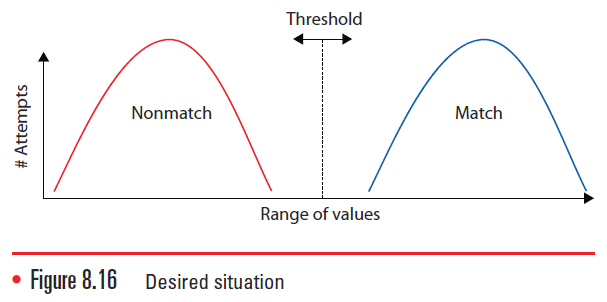 Threshold
Nonmatch
Match
# Attempts
Range of values
• Figure 8.16 Desired situation